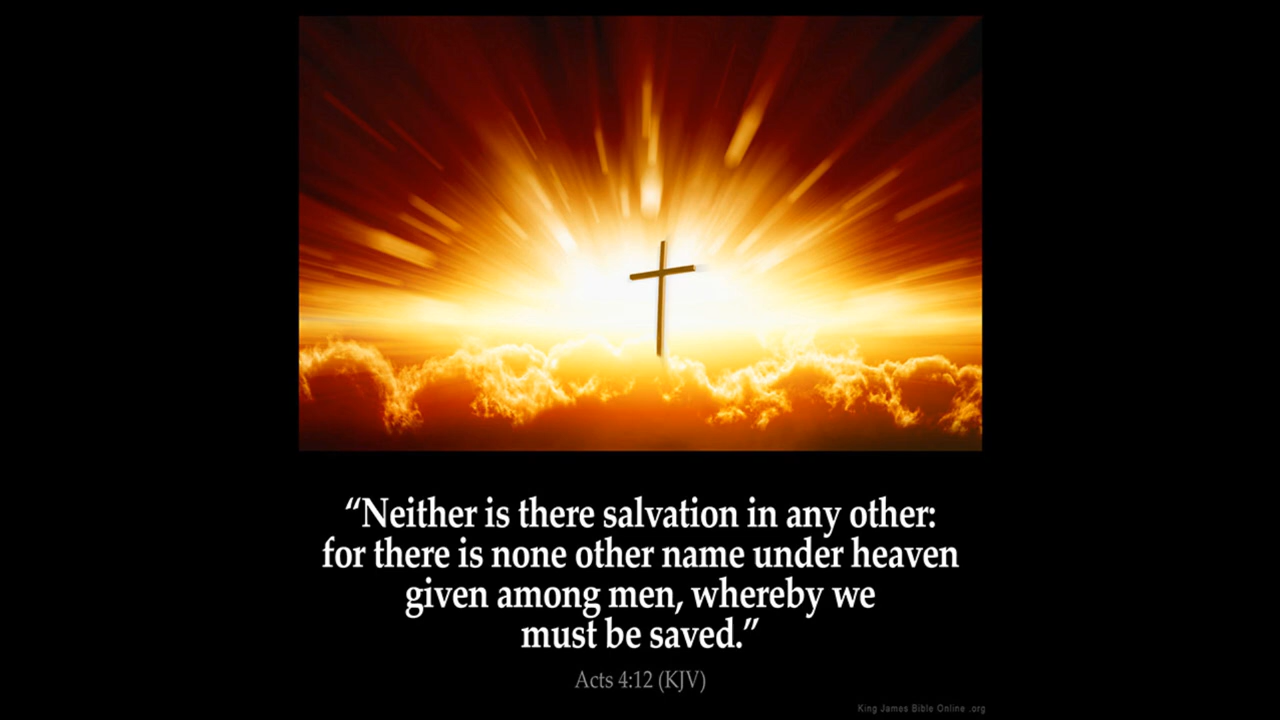 “Neither is there salvation in any other:
for there is none other name under heaven
given among men, whereby we
must be saved.”
Acts 4:12 (KJV)
King James Bible Online .org